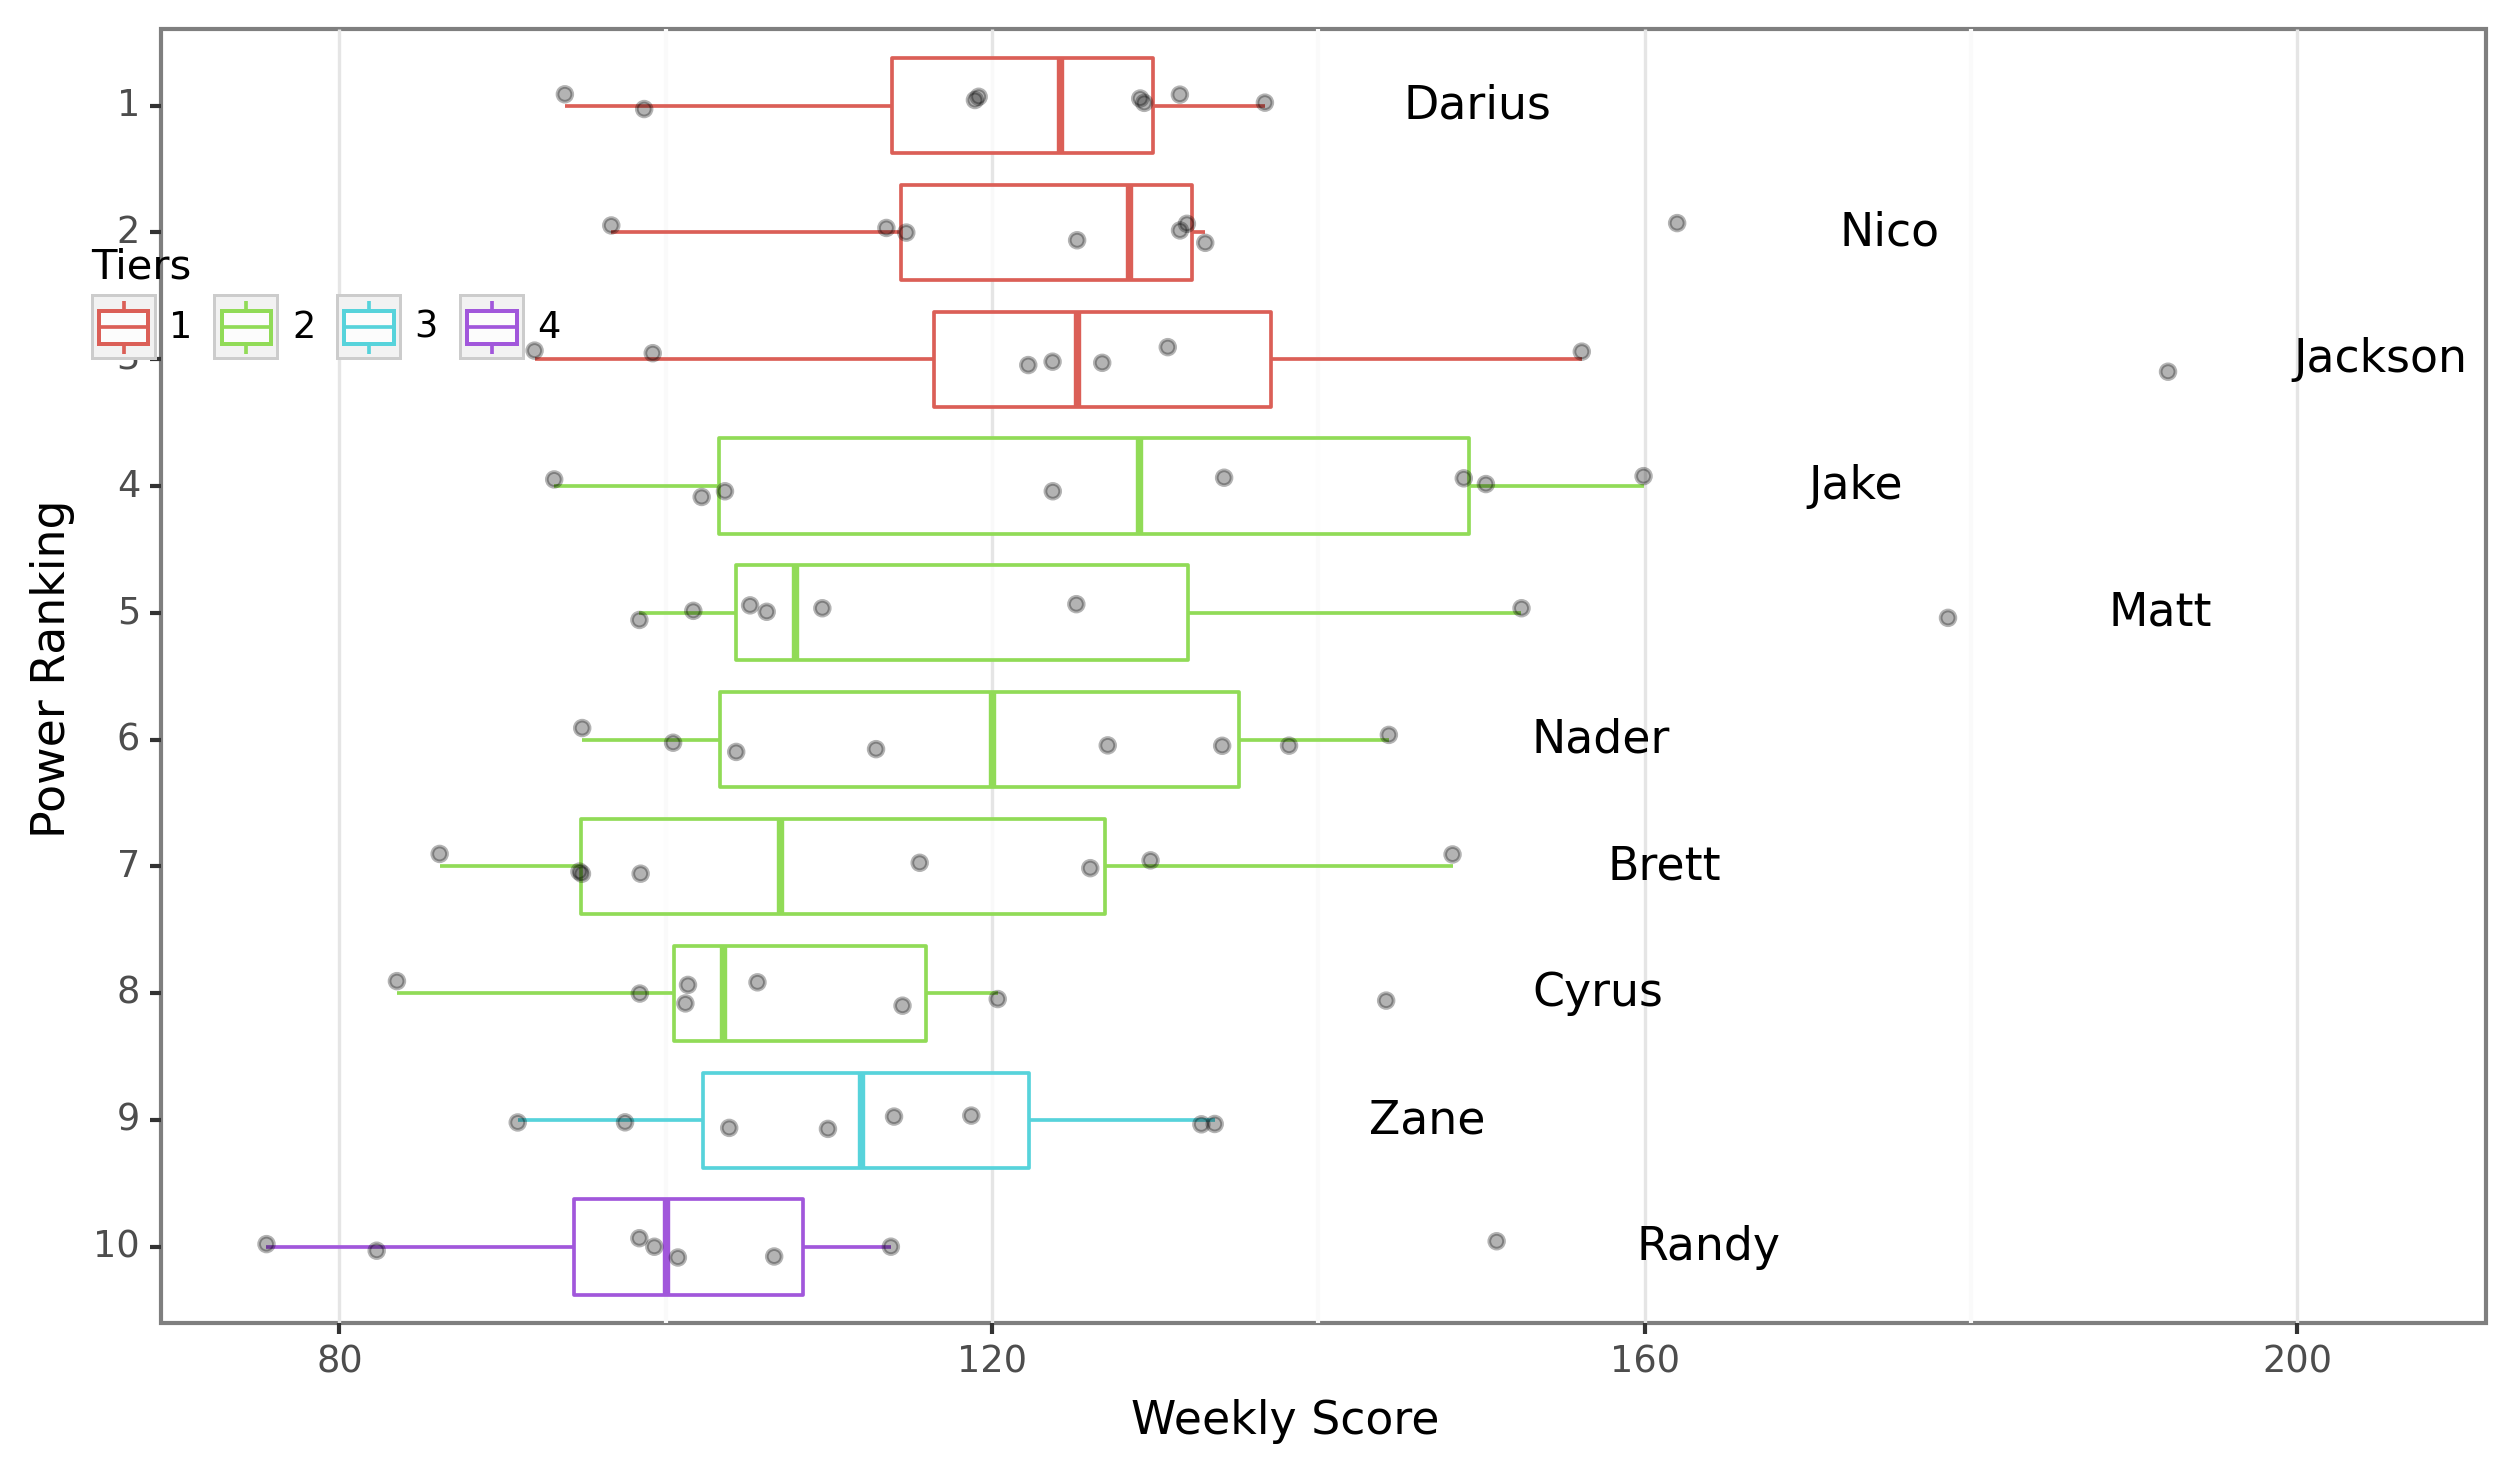 1
Darius
2
Nico
Tiers
1 2 3 4
3
Jackson
4
Jake
5
Matt
Power Ranking
6
Nader
7
Brett
8
Cyrus
9
Zane
10
Randy
80 120 160 200
Weekly Score